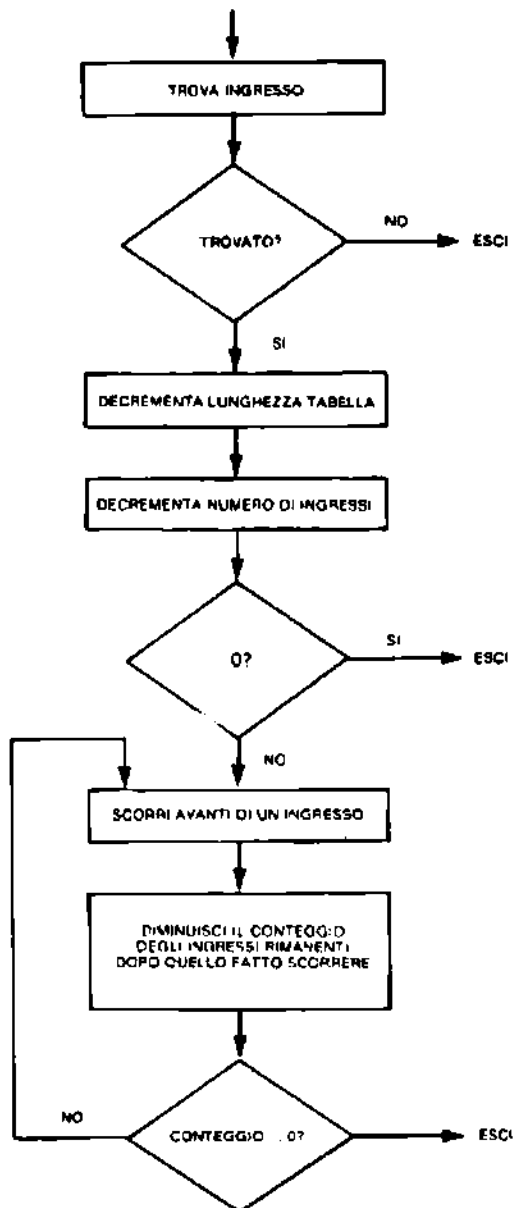 TROVA INGRESSO
TROVATO?
NO
ESCI
SI
DECREMENTA LUNGHEZZA TABELLA
DECREMENTA NUMERO DI INGRESSI
0?
SI
ESCI
NO
SCORRI AVANTI DI UN INGRESSO
DIMINUISCI IL CONTEGGIO
DEGLI INGRESSI RIMANENTI
DOPO QUELLO FATTO SCORRERE
NO
CONTEGGIO 0?
ESCI